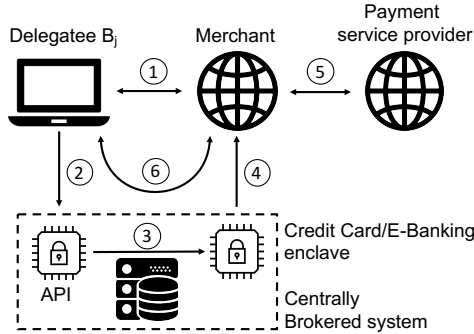 Delegatee Bj
Merchant
Payment
service provider
1
5
2
6
4
3
API
Credit Card/E-Banking
enclave
Centrally
Brokered system